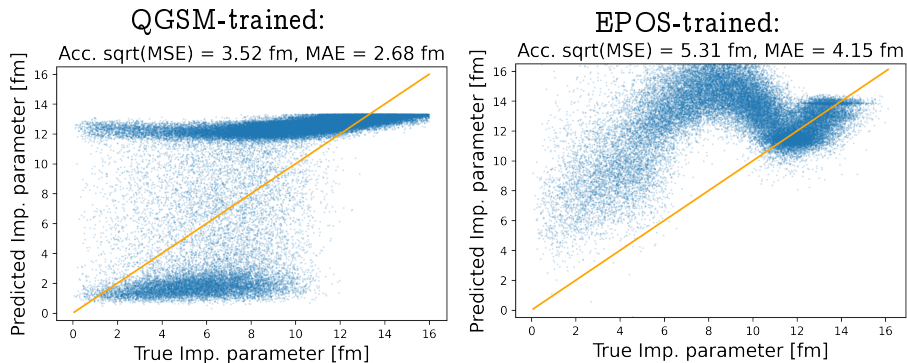 QGSM-trained:
Acc. sqrt(MSE) = 3.52 fm, MAE = 2.68 fm
Predicted Imp. parameter [fm]
16
14
12
10
8
6
4
2
0
0 2 4 6 8 10 12 14 16
True Imp. parameter [fm]
EPOS-trained:
Acc. sqrt(MSE) = 5.31 fm, MAE = 4.15 fm
Predicted Imp. parameter [fm]
16
14
12
10
8
6
4
2
0
0 2 4 6 8 10 12 14 16
True Imp. parameter [fm]